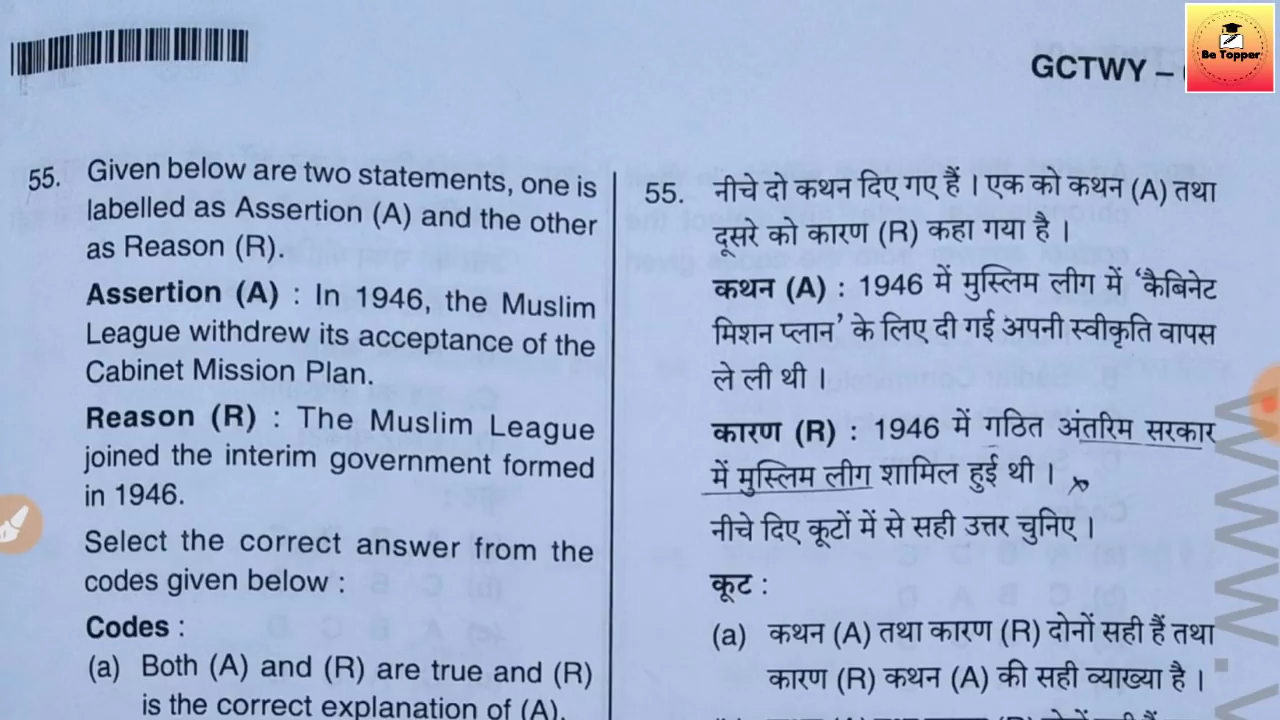 Be Topper
GCTWY –
55. Given below are two statements, one is
labelled as Assertion (A) and the other
as Reason (R).
Assertion (A) : In 1946, the Muslim
League withdrew its acceptance of the
Cabinet Mission Plan.
Reason (R) : The Muslim League
joined the interim government formed
in 1946.
Select the correct answer from the
codes given below :
Codes :
(a) Both (A) and (R) are true and (R)
is the correct explanation of (A).
55. नीचे दो कथन दिए गए हैं । एक को कथन (A) तथा
दूसरे को कारण (R) कहा गया है ।
कथन (A) : 1946 में मुस्लिम लीग में ‘कैबिनेट
मिशन प्लान’ के लिए दी गई अपनी स्वीकृति वापस
ले ली थी ।
कारण (R) : 1946 में गठित अंतरिम सरकार
में मुस्लिम लीग शामिल हुई थी ।
नीचे दिए कूटों में से सही उत्तर चुनिए ।
कूट :
(a) कथन (A) तथा कारण (R) दोनों सही हैं तथा
कारण (R) कथन (A) की सही व्याख्या है ।